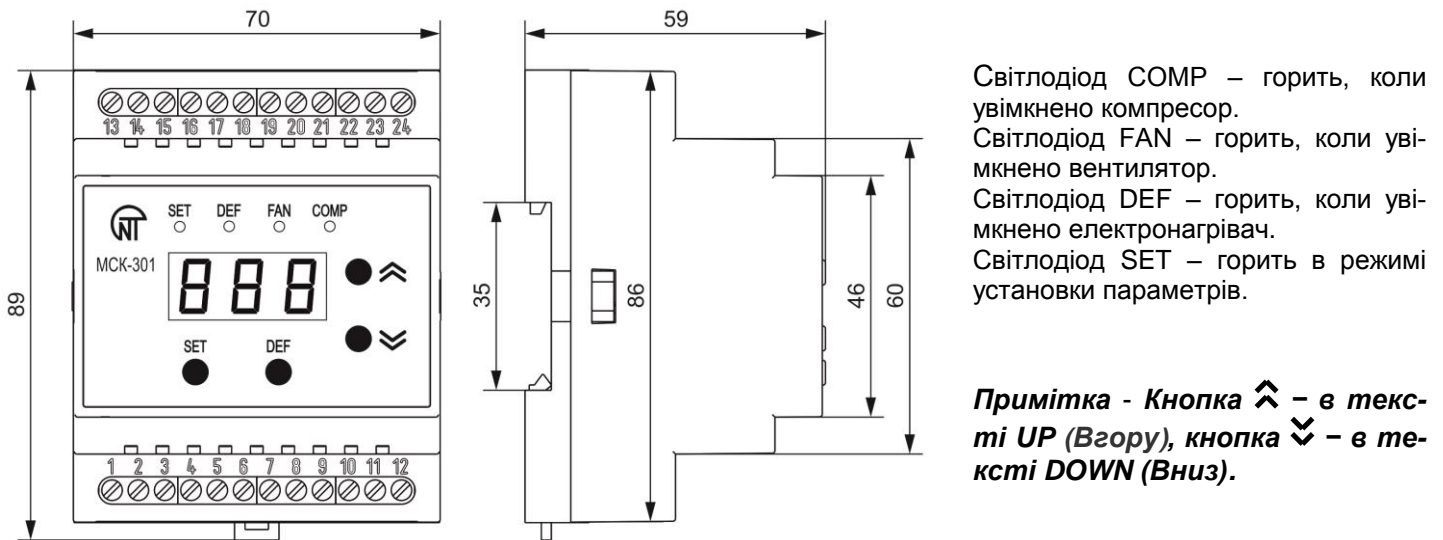 70
59
13 14 15 16 17 18 19 20 21 22 23 24
SET DEF FAN COMP
NT
МСК-301
888
SET DEF
1 2 3 4 5 6 7 8 9 10 11 12
89
35
86
46
60
Світлодіод COMP – горить, коли
увімкнено компресор.
Світлодіод FAN – горить, коли уві-
мкнено вентилятор.
Світлодіод DEF – горить, коли уві-
мкнено електронагрівач.
Світлодіод SET – горить в режимі
установки параметрів.
Примітка - Кнопка – в текс-
ті UP (Вгору), кнопка – в те-
ксті DOWN (Вниз).